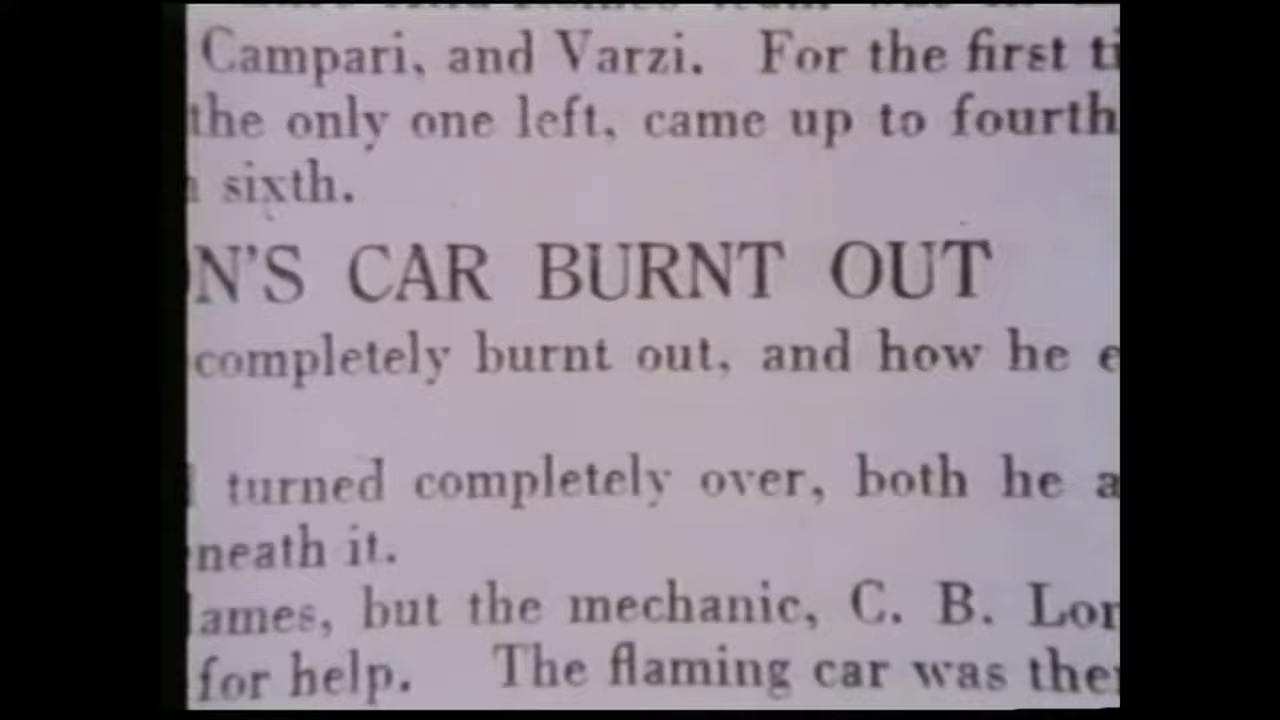 Campari, and Varzi. For the first
the only one left, came up to fourth
sixth.
N'S CAR BURNT OUT
completely burnt out, and how he
turned completely over, both he
neath it.
ames, but the mechanic, C. B.
for help. The flaming car was